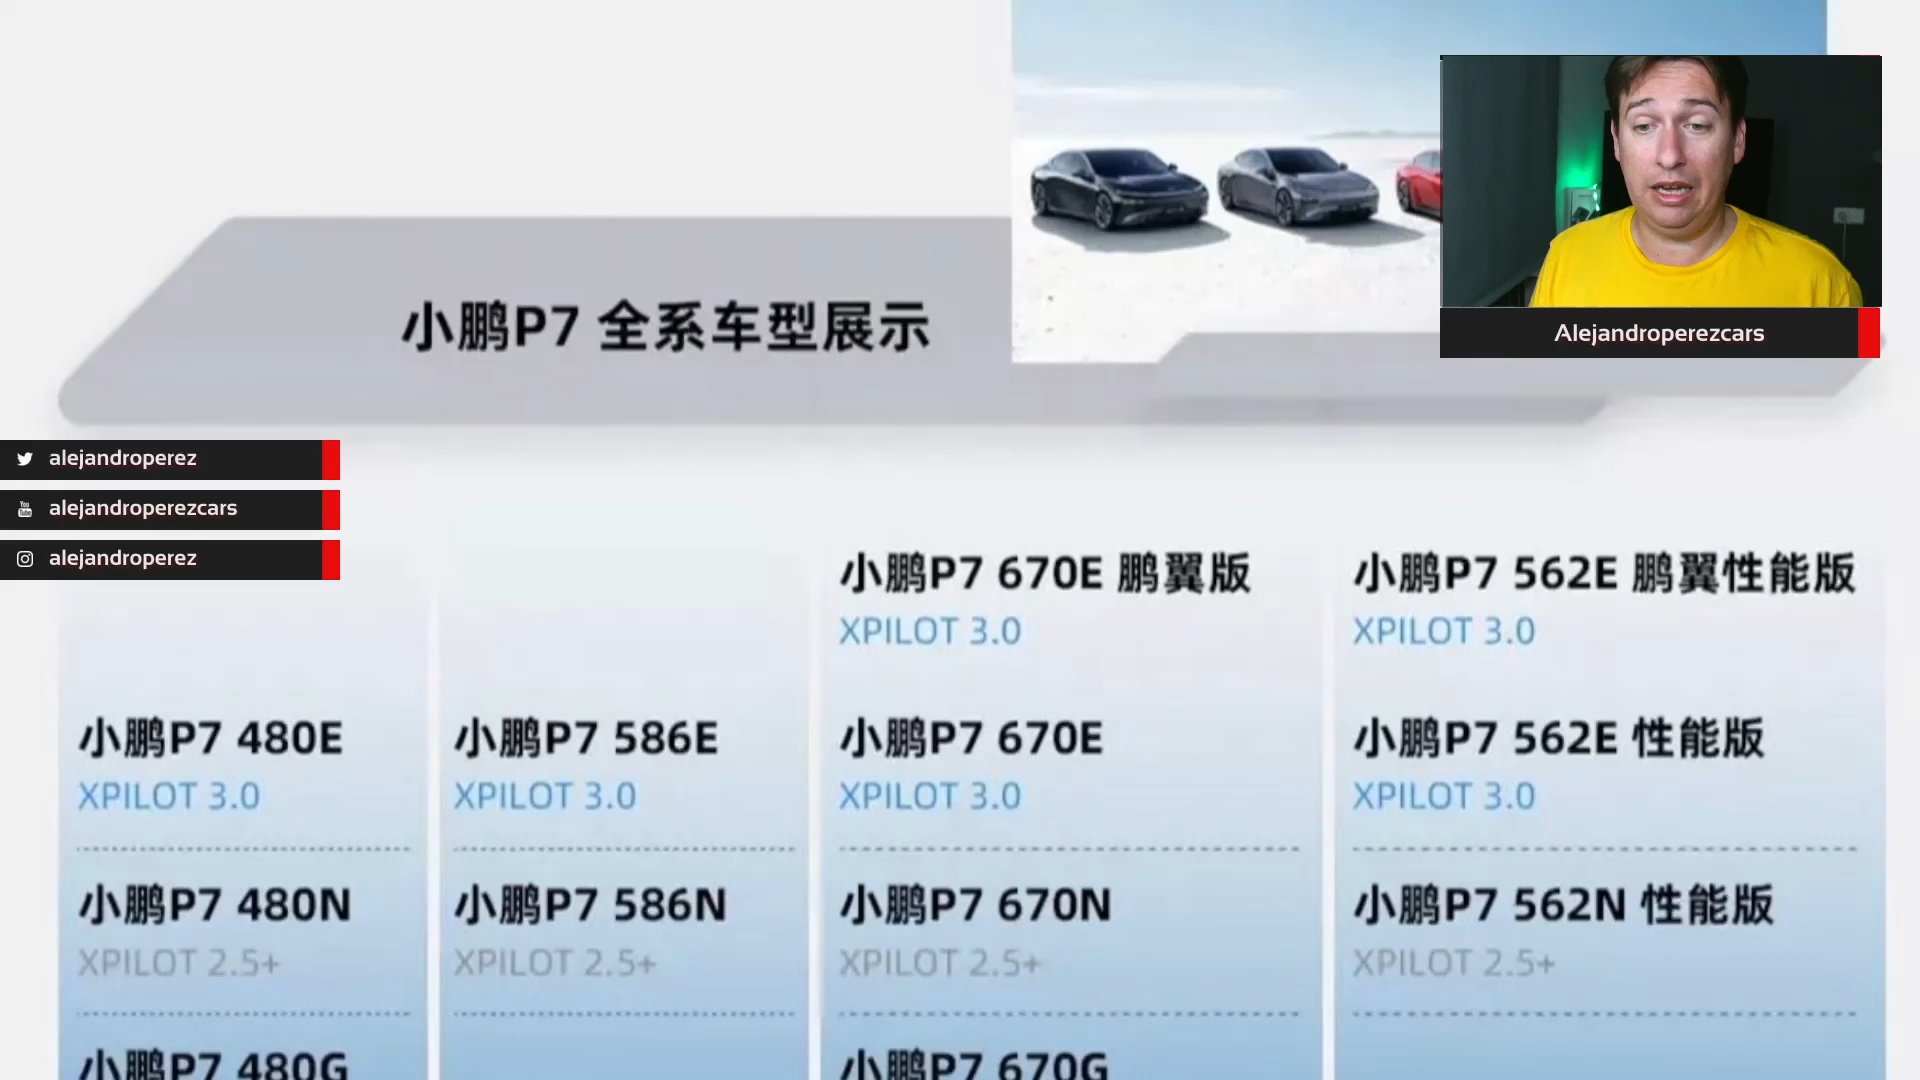 Alejandroperezcars
小鹏P7 全系车型展示
alejandroperez
alejandroperezcars
alejandroperez
小鹏P7 670E 鹏翼版
XPILOT 3.0
小鹏P7 562E 鹏翼性能版
XPILOT 3.0
小鹏P7 480E
XPILOT 3.0
小鹏P7 586E
XPILOT 3.0
小鹏P7 670E
XPILOT 3.0
小鹏P7 562E 性能版
XPILOT 3.0
小鹏P7 480N
XPILOT 2.5+
小鹏P7 586N
XPILOT 2.5+
小鹏P7 670N
XPILOT 2.5+
小鹏P7 562N 性能版
XPILOT 2.5+
小鹏P7 480G
小鹏P7 670G